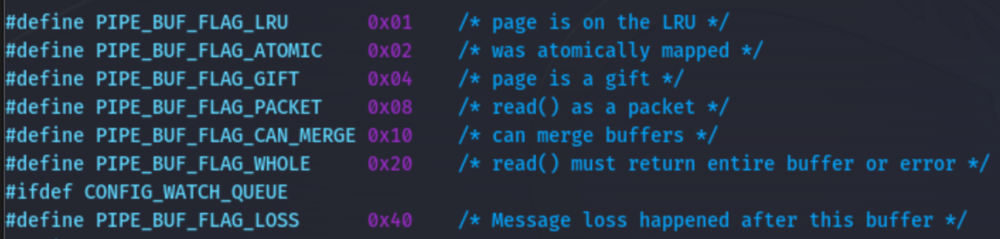 #define PIPE_BUF_FLAG_LRU 0x01 /* page is on the LRU */
#define PIPE_BUF_FLAG_ATOMIC 0x02 /* was atomically mapped */
#define PIPE_BUF_FLAG_GIFT 0x04 /* page is a gift */
#define PIPE_BUF_FLAG_PACKET 0x08 /* read() as a packet */
#define PIPE_BUF_FLAG_CAN_MERGE 0x10 /* can merge buffers */
#define PIPE_BUF_FLAG_WHOLE 0x20 /* read() must return entire buffer or error */
#ifdef CONFIG_WATCH_QUEUE
#define PIPE_BUF_FLAG_LOSS 0x40 /* Message loss happened after this buffer */